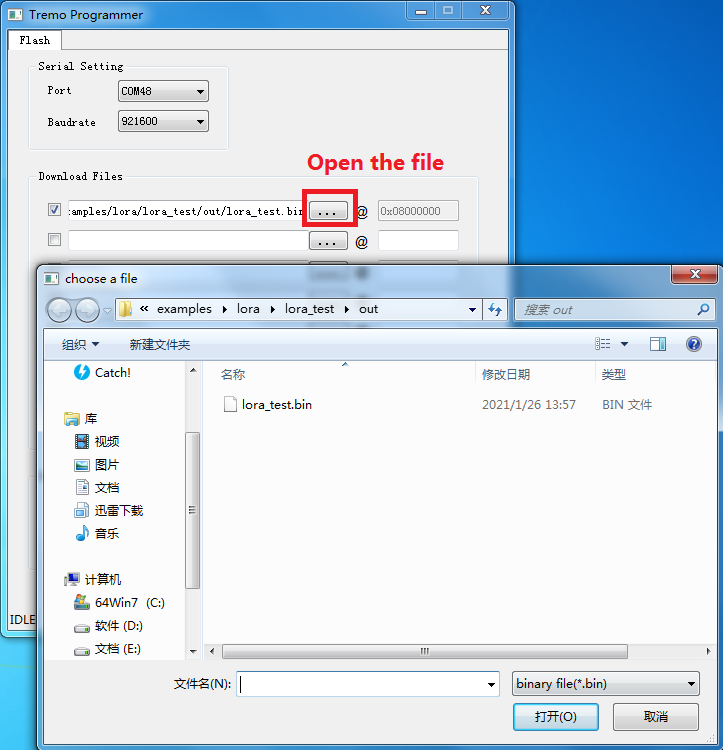 Tremo Programmer
Flash
Serial Setting
Port COM48
Baudrate 921600
Open the file
Download Files
amples/lora/lora_test/out/lora_test.bin ... @ 0x08000000
... @
choose a file
« examples lora lora_test out 搜索 out
组织 新建文件夹
Catch! 名称 修改日期 类型
lora_test.bin 2021/1/26 13:57 BIN 文件
库
视频
图片
文档
迅雷下载
音乐
计算机
64Win7 (C:)
IDLE
软件 (D:)
文档 (E:)
文件名(N): binary file(*.bin)
打开(O) 取消